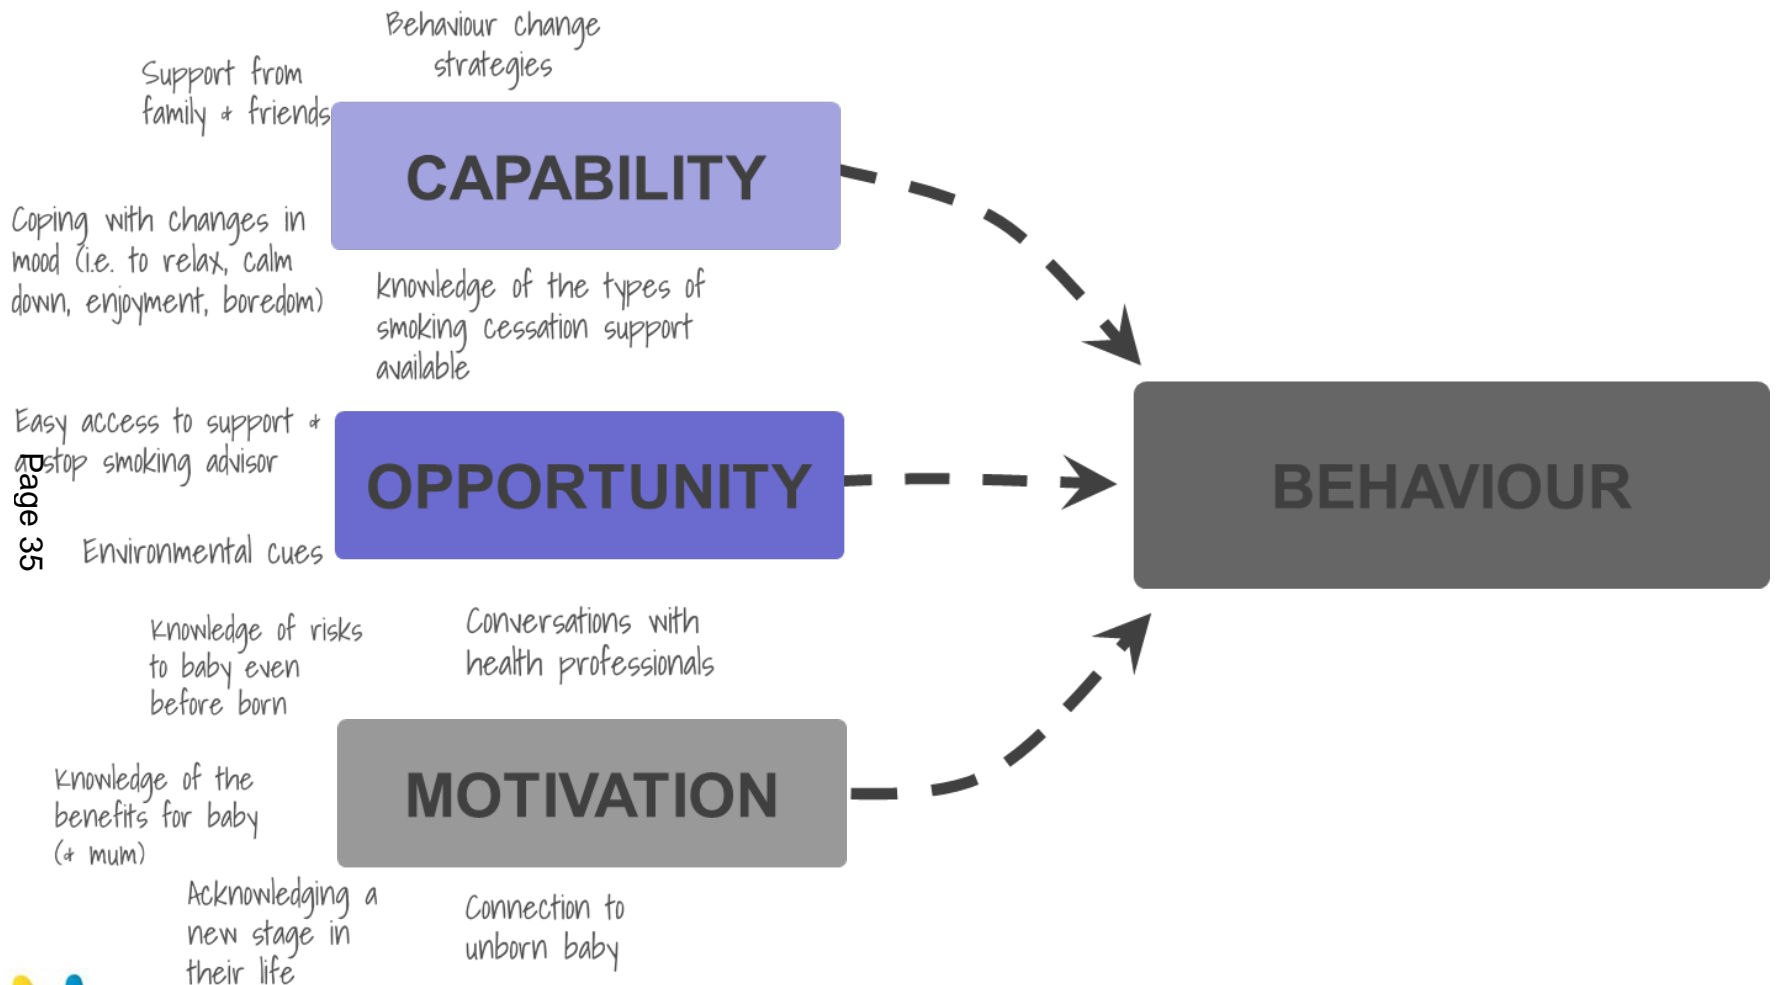 Behaviour change
strategies
Support from
family & friends
CAPABILITY
Coping with changes in
mood (i.e. to relax, calm
down, enjoyment, boredom)
knowledge of the types of
smoking cessation support
available
Easy access to support &
a stop smoking advisor
OPPORTUNITY
BEHAVIOUR
Page 35
Environmental cues
Knowledge of risks
to baby even
before born
Conversations with
health professionals
MOTIVATION
Knowledge of the
benefits for baby
(& mum)
Acknowledging a
new stage in
their life
Connection to
unborn baby